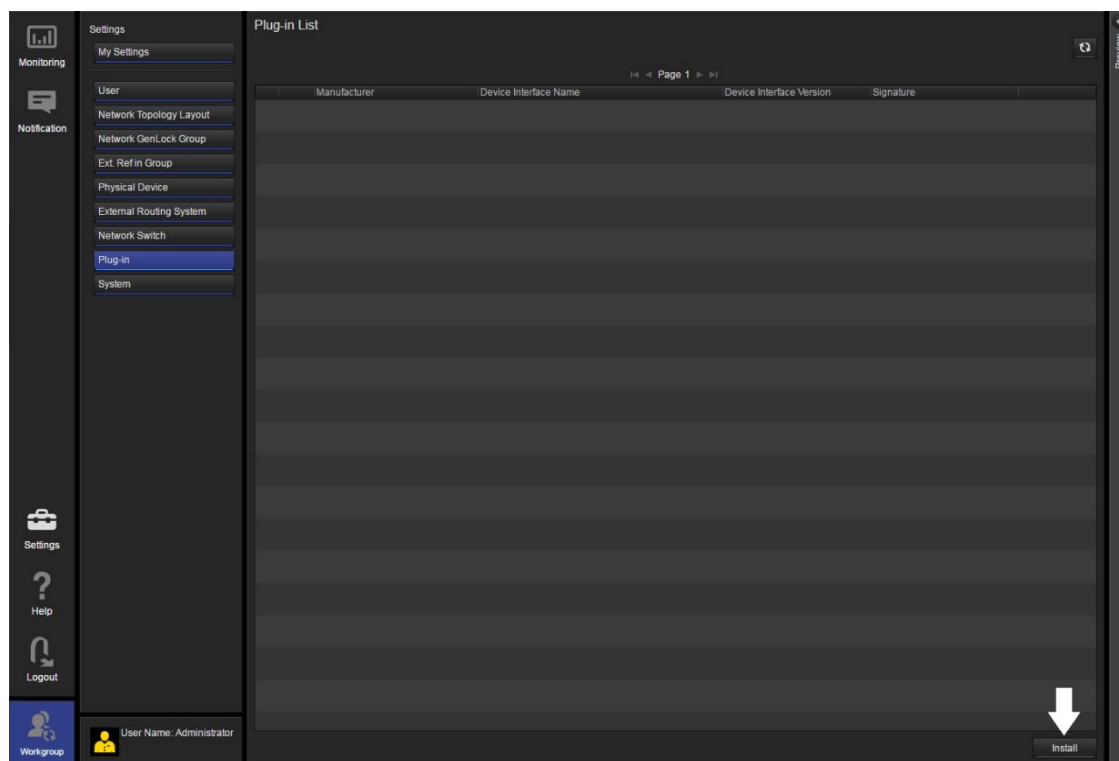 Monitoring
Notification
Settings
Help
Logout
Workgroup
Settings
My Settings
User
Network Topology Layout
Network GenLock Group
Ext. Ref in Group
Physical Device
External Routing System
Network Switch
Plug-in
System
User Name: Administrator
Plug-in List
Page 1
Manufacturer Device Interface Name Device Interface Version Signature
Install
Preview